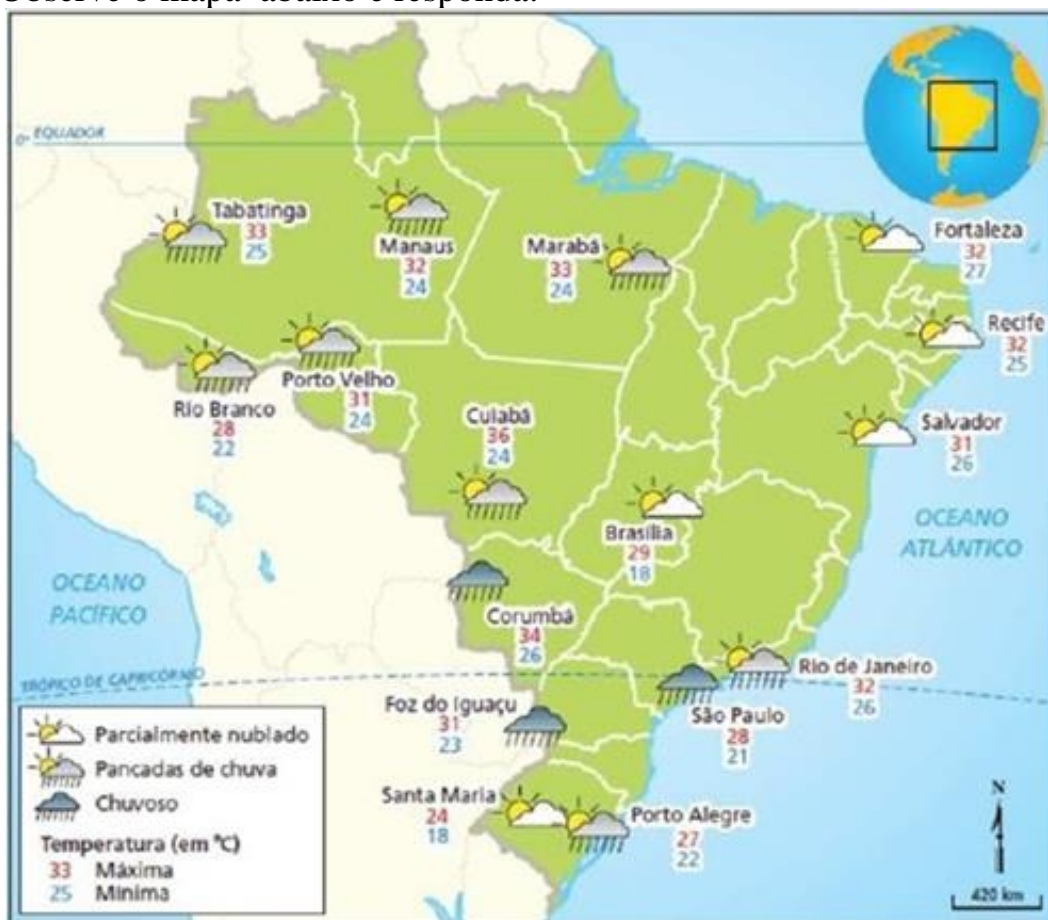 Observe o mapa abaixo e responda:
0° EQUADOR
Tabatinga
33
25
Manaus
32
24
Marabá
33
24
Fortaleza
32
27
Recife
32
25
Rio Branco
28
22
Porto Velho
31
24
Cuiabá
36
24
Salvador
31
26
Brasília
29
18
OCEANO
ATLÂNTICO
OCEANO
PACÍFICO
Corumbá
34
26
TRÓPICO DE CAPRICÓRNIO
Rio de Janeiro
32
26
Foz do Iguaçu
31
23
São Paulo
28
21
Santa Maria
24
18
Porto Alegre
27
22
Parcialmente nublado
Pancadas de chuva
Chuvoso
Temperatura (em °C)
33 Máxima
25 Mínima
N
420 km